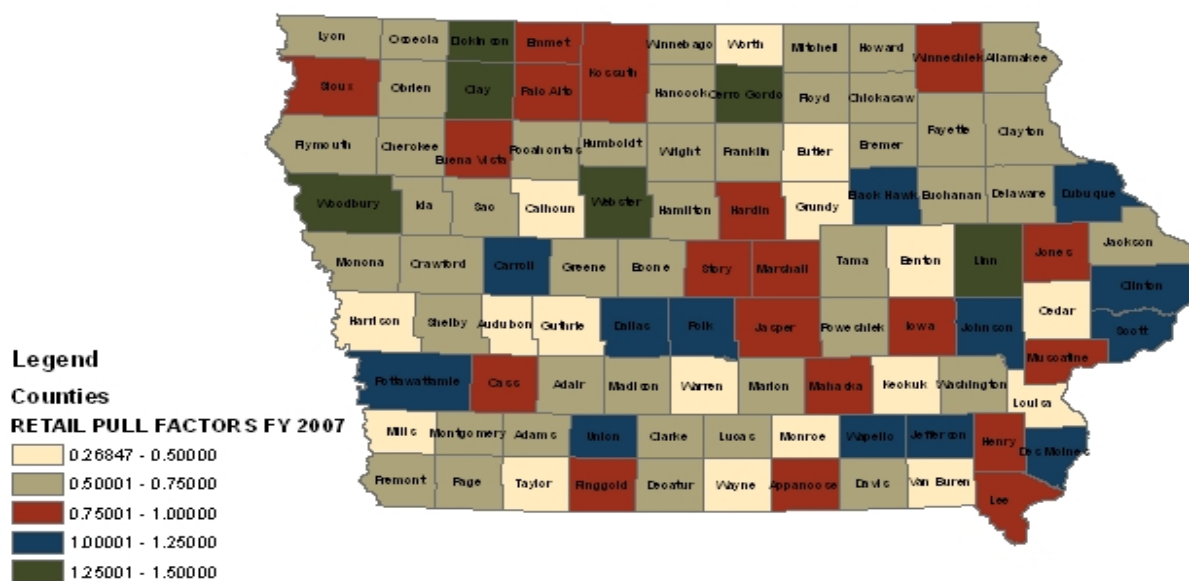 Lyon Osceola Dickinson Emmet Kossuth Winnebago Worth Mitchell Howard Winneshiek Allamakee
Sioux Obrien Clay Palo Alto Hancock Cerro Gordo Floyd Chickasaw
Fayette Clayton
Plymouth Cherokee Buena Vista Pocahontas Humboldt Wright Franklin Butler Bremer
Woodbury Ida Sac Calhoun Webster Hamilton Hardin Grundy Black Hawk Buchanan Delaware Dubuque
Monona Crawford Carroll Greene Boone Story Marshall Tama Benton Linn Jones Jackson
Clinton
Harrison Shelby Audubon Guthrie Dallas Polk Jasper Poweshiek Iowa Johnson Cedar Scott
Muscatine
Pottawattamie Cass Adair Madison Warren Marion Mahaska Keokuk Washington Louisa
Mills Montgomery Adams Union Clarke Lucas Monroe Wapello Jefferson Henry Des Moines
Fremont Page Taylor Ringgold Decatur Wayne Appanoose Davis Van Buren Lee
Legend
Counties
RETAIL PULL FACTORS FY 2007
0.26847 - 0.50000
0.50001 - 0.75000
0.75001 - 1.00000
1.00001 - 1.25000
1.25001 - 1.50000